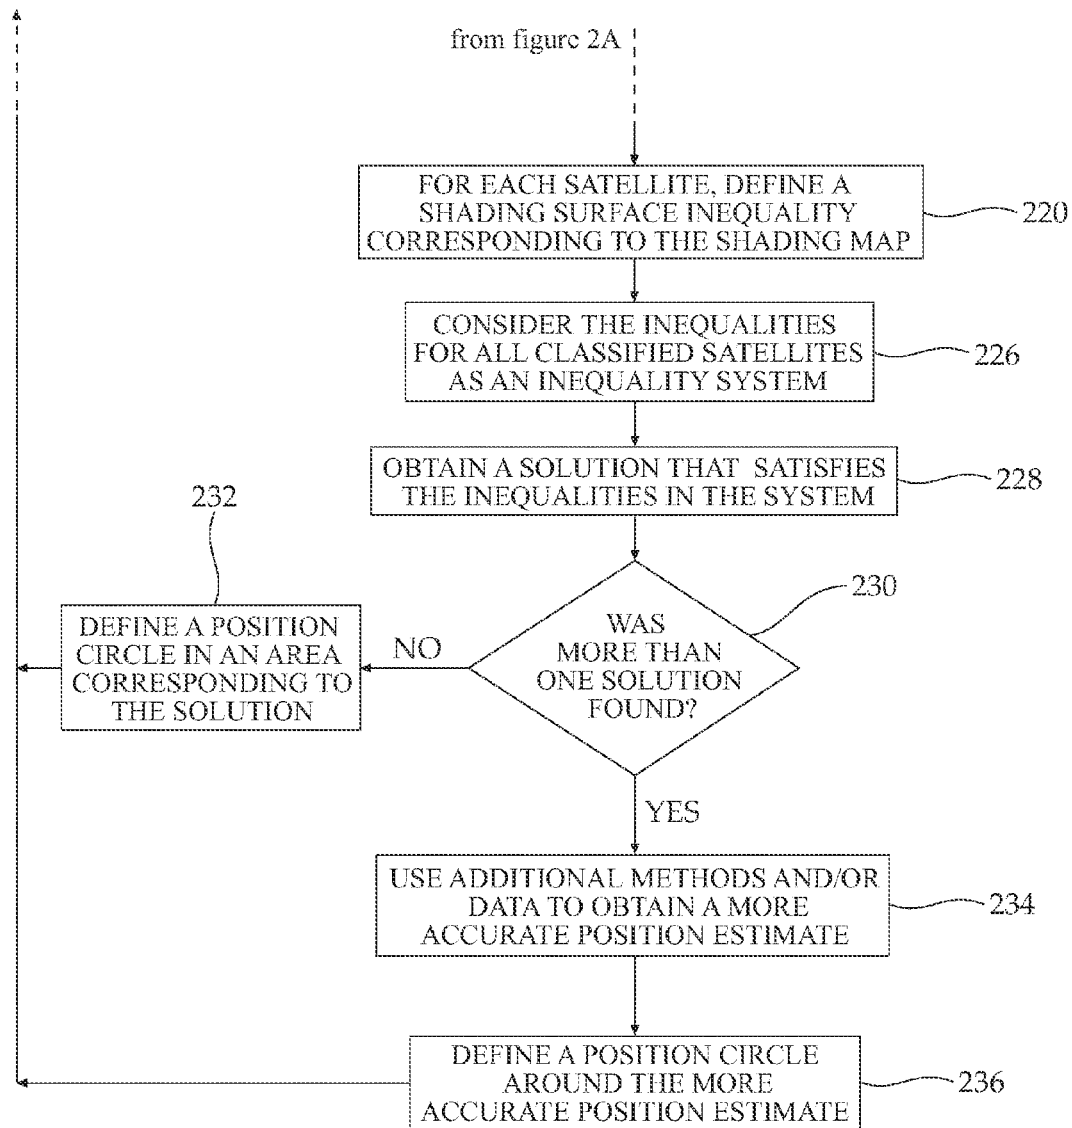 from figure 2A
FOR EACH SATELLITE, DEFINE A
SHADING SURFACE INEQUALITY
CORRESPONDING TO THE SHADING MAP
220
CONSIDER THE INEQUALITIES
FOR ALL CLASSIFIED SATELLITES
AS AN INEQUALITY SYSTEM
226
OBTAIN A SOLUTION THAT SATISFIES
THE INEQUALITIES IN THE SYSTEM
228
232
230
WAS
MORE THAN
ONE SOLUTION
FOUND?
NO
DEFINE A POSITION
CIRCLE IN AN AREA
CORRESPONDING TO
THE SOLUTION
YES
USE ADDITIONAL METHODS AND/OR
DATA TO OBTAIN A MORE
ACCURATE POSITION ESTIMATE
234
DEFINE A POSITION CIRCLE
AROUND THE MORE
ACCURATE POSITION ESTIMATE
236